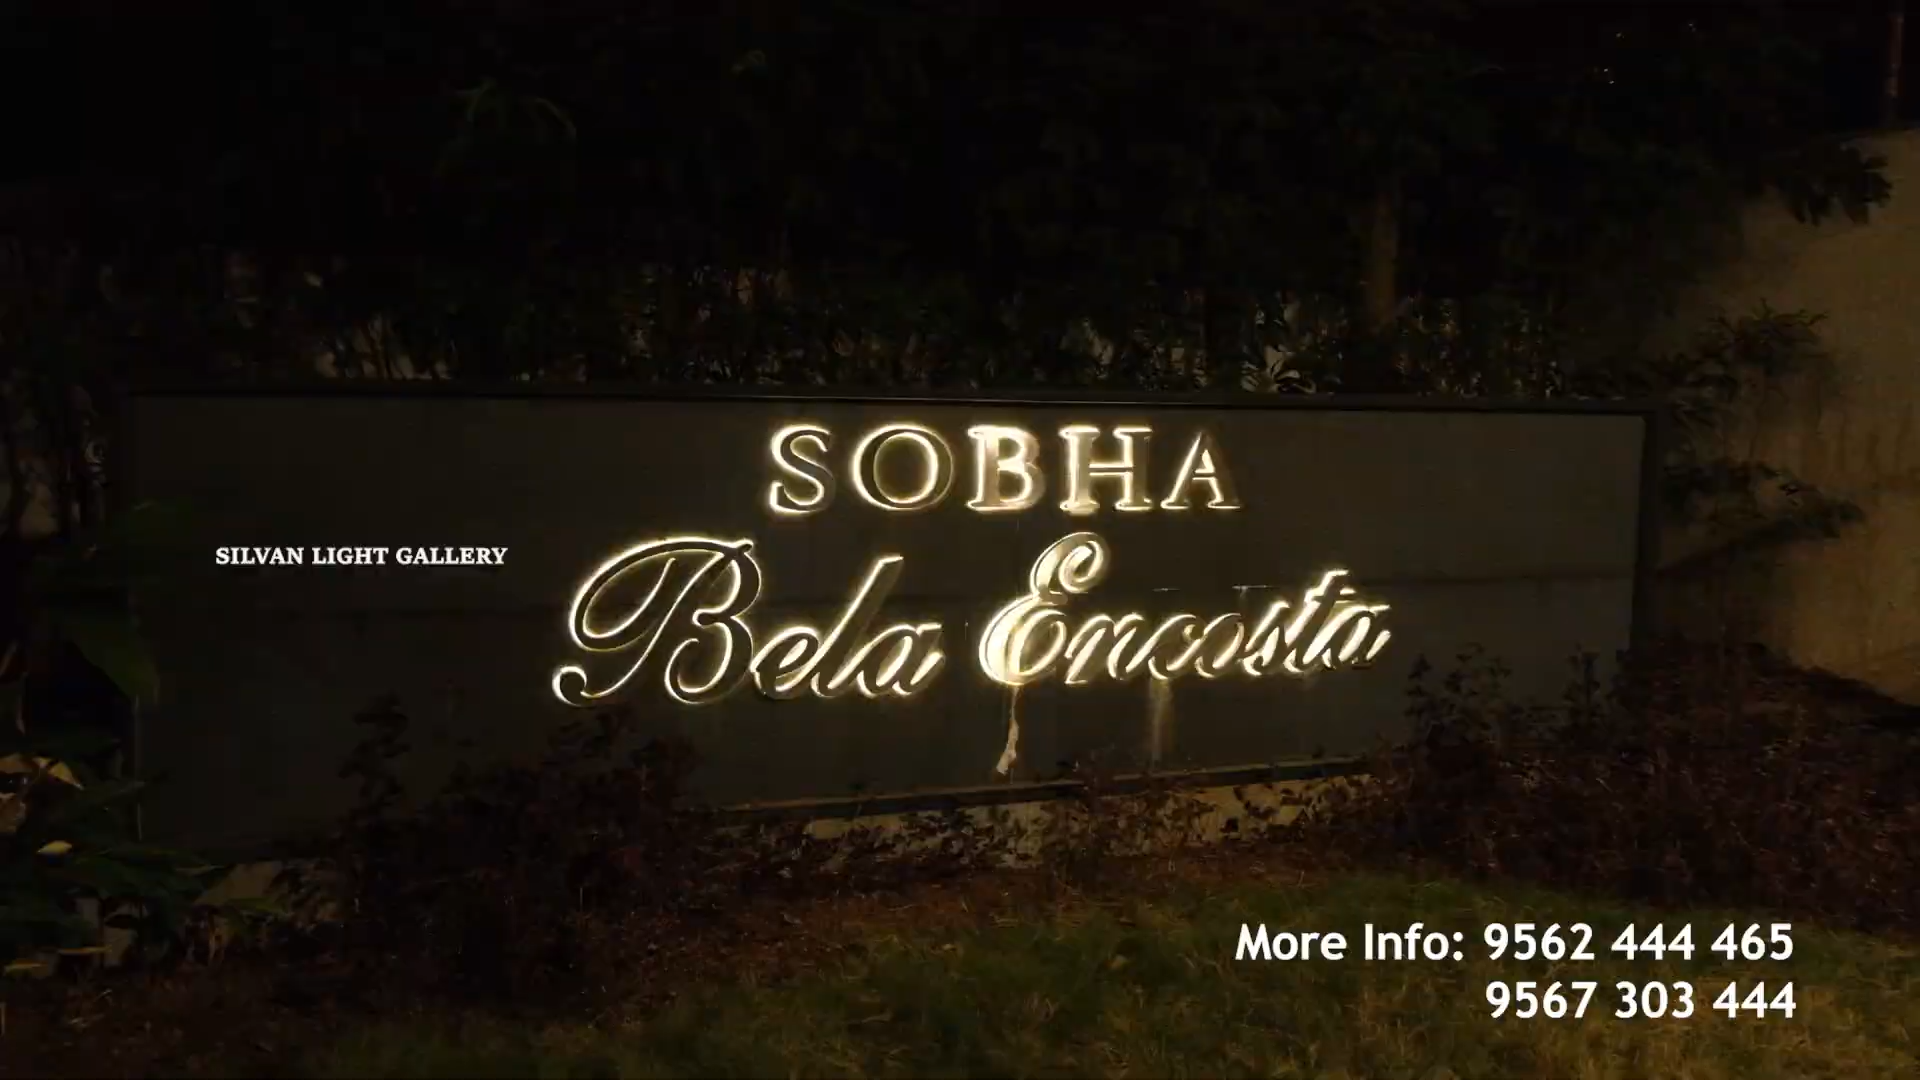 SOBHA
SILVAN LIGHT GALLERY
Bela Encosta
More Info: 9562 444 465
9567 303 444